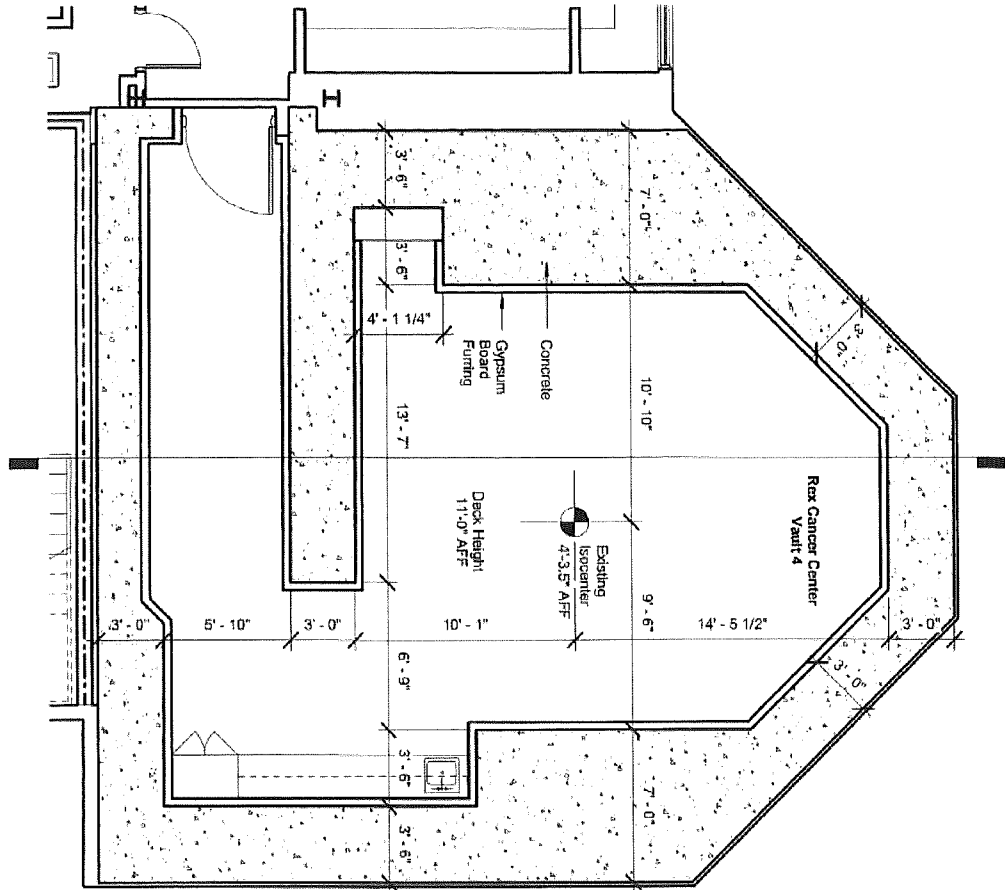 3' - 6"
7' - 0"
3' - 6"
4' - 1 1/4"
3' - 0"
Gypsum
Board
Furring
Concrete
10' - 10"
13' - 7"
Rex Cancer Center
Vault 4
Deck Height
11'-0" AFF
Existing
Isocenter
4'-3.5" AFF
3' - 0"
5' - 10"
3' - 0"
10' - 1"
9' - 6"
14' - 5 1/2"
3' - 0"
6' - 9"
3' - 0"
3' - 6"
7' - 0"
3' - 6"